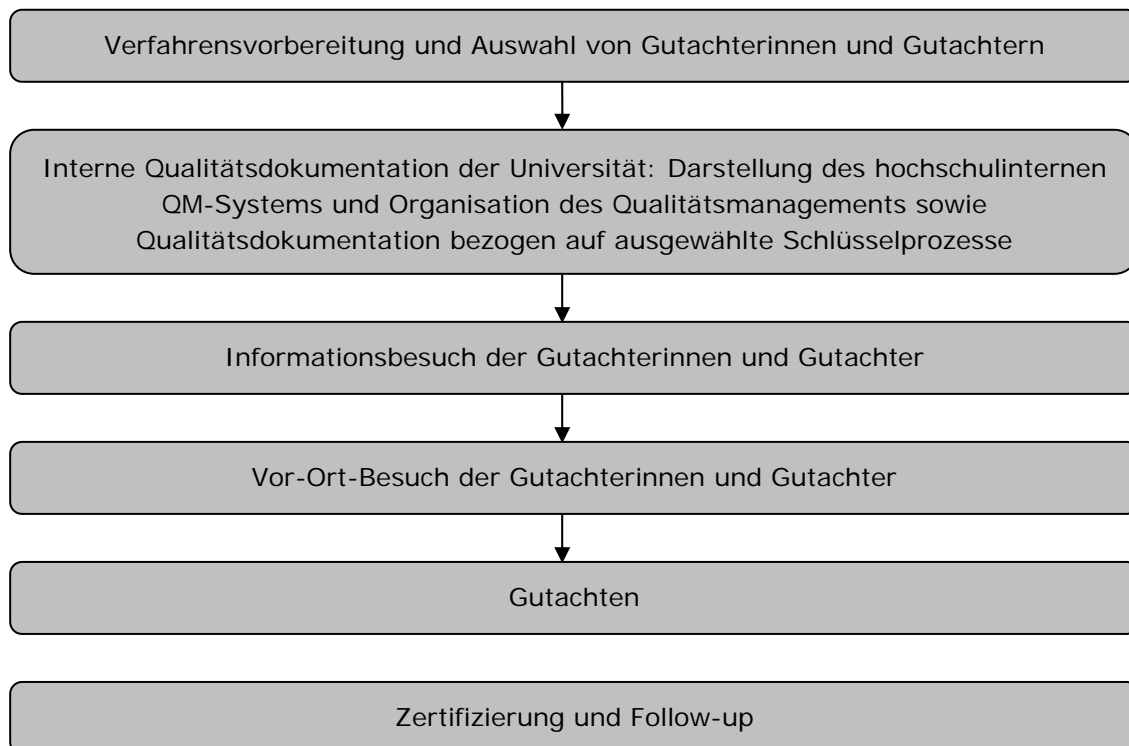 Verfahrensvorbereitung und Auswahl von Gutachterinnen und Gutachtern
Interne Qualitätsdokumentation der Universität: Darstellung des hochschulinternen
QM-Systems und Organisation des Qualitätsmanagements sowie
Qualitätsdokumentation bezogen auf ausgewählte Schlüsselprozesse
Informationsbesuch der Gutachterinnen und Gutachter
Vor-Ort-Besuch der Gutachterinnen und Gutachter
Gutachten
Zertifizierung und Follow-up